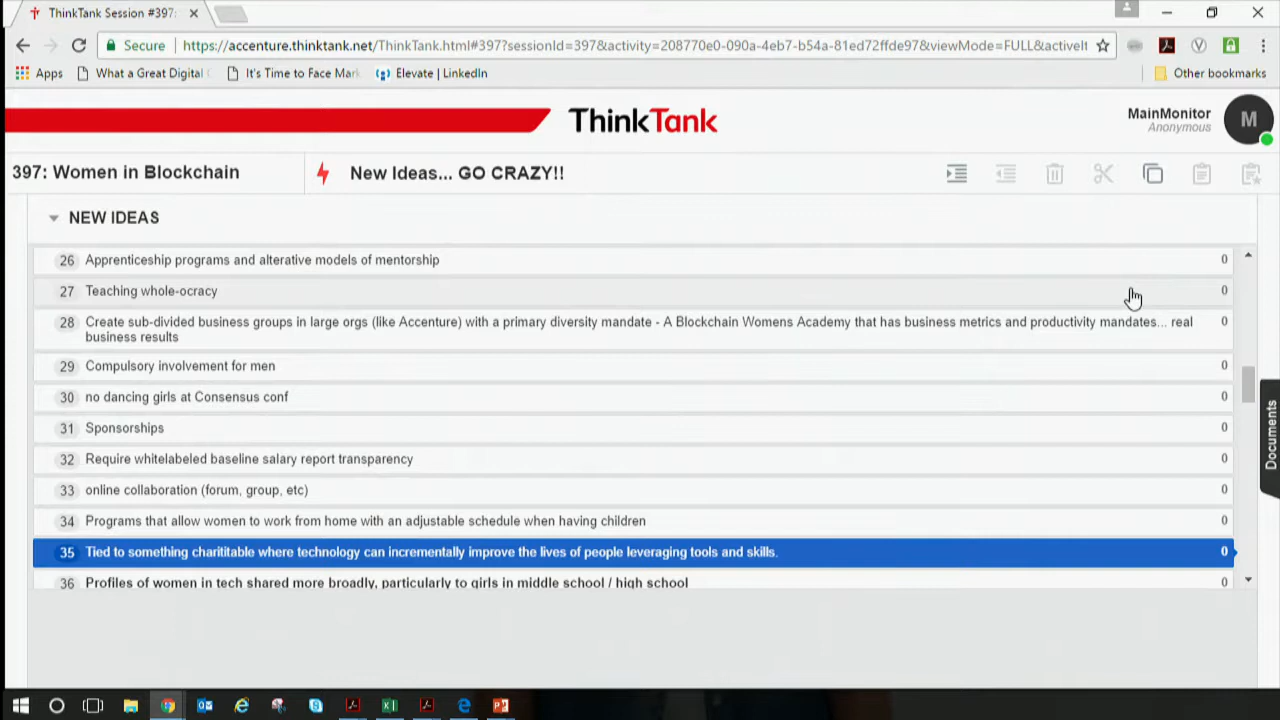 ThinkTank Session #397:
Secure
https://accenture.thinktank.net/ThinkTank.html#397?sessionId=397&activity=208770e0-090a-4eb7-b54a-81ed72ffde97&viewMode=FULL&activeIt
Apps
What a Great Digital
It's Time to Face Mark
Elevate | LinkedIn
Other bookmarks
ThinkTank
MainMonitor
Anonymous
M
397: Women in Blockchain
New Ideas... GO CRAZY!!
NEW IDEAS
26 Apprenticeship programs and alterative models of mentorship 0
27 Teaching whole-ocracy 0
28 Create sub-divided business groups in large orgs (like Accenture) with a primary diversity mandate - A Blockchain Womens Academy that has business metrics and productivity mandates... real 0
business results
29 Compulsory involvement for men 0
30 no dancing girls at Consensus conf 0
31 Sponsorships 0
32 Require whitelabeled baseline salary report transparency 0
33 online collaboration (forum, group, etc) 0
34 Programs that allow women to work from home with an adjustable schedule when having children 0
35 Tied to something charititable where technology can incrementally improve the lives of people leveraging tools and skills. 0
36 Profiles of women in tech shared more broadly, particularly to girls in middle school / high school 0
Documents